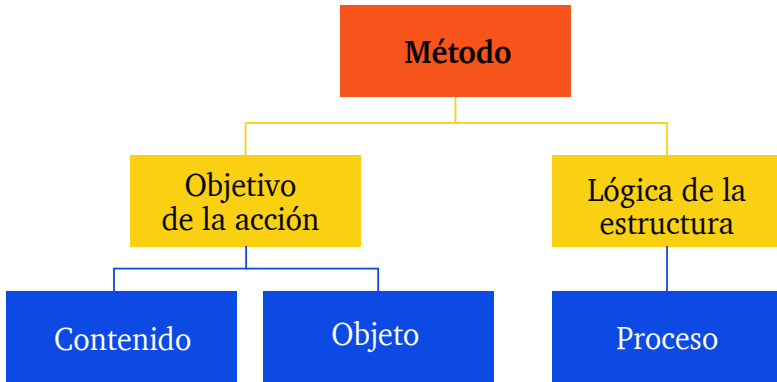 Método
Objetivo
de la acción
Lógica de la
estructura
Contenido
Objeto
Proceso